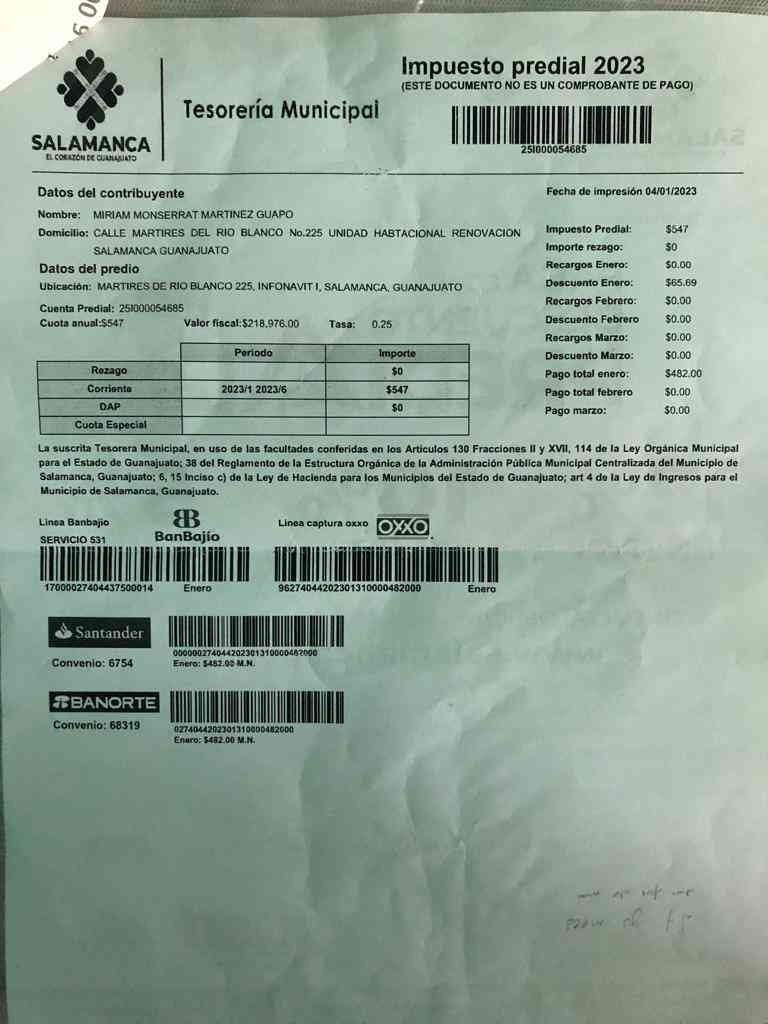 SALAMANCA
EL CORAZÓN DE GUANAJUATO
Tesorería Municipal
Impuesto predial 2023
(ESTE DOCUMENTO NO ES UN COMPROBANTE DE PAGO)
25I000054685
Datos del contribuyente
Fecha de impresión 04/01/2023
Nombre: MIRIAM MONSERRAT MARTINEZ GUAPO
Domicilio: CALLE MARTIRES DEL RIO BLANCO No.225 UNIDAD HABTACIONAL RENOVACION
SALAMANCA GUANAJUATO
Datos del predio
Ubicación: MARTIRES DE RIO BLANCO 225, INFONAVIT I, SALAMANCA, GUANAJUATO
Cuenta Predial: 25I000054685
Cuota anual:$547 Valor fiscal:$218,976.00 Tasa: 0.25
Impuesto Predial: $547
Importe rezago: $0
Recargos Enero: $0.00
Descuento Enero: $65.69
Recargos Febrero: $0.00
Descuento Febrero $0.00
Recargos Marzo: $0.00
Descuento Marzo: $0.00
Pago total enero: $482.00
Pago total febrero $0.00
Pago marzo: $0.00
Periodo Importe
Rezago $0
Corriente 2023/1 2023/6 $547
DAP $0
Cuota Especial
La suscrita Tesorera Municipal, en uso de las facultades conferidas en los Articulos 130 Fracciones II y XVII, 114 de la Ley Orgánica Municipal
para el Estado de Guanajuato; 38 del Reglamento de la Estructura Orgánica de la Administración Pública Municipal Centralizada del Municipio de
Salamanca, Guanajuato; 6, 15 Inciso c) de la Ley de Hacienda para los Municipios del Estado de Guanajuato; art 4 de la Ley de Ingresos para el
Municipio de Salamanca, Guanajuato.
Linea Banbajio
SERVICIO 531
BanBajío
17000027404437500014 Enero
Linea captura oxxo OXXO
96274044202301310000482000 Enero
Santander
Convenio: 6754
000000274044202301310000482000
Enero: $482.00 M.N.
BANORTE
Convenio: 68319
0274044202301310000482000
Enero: $482.00 M.N.